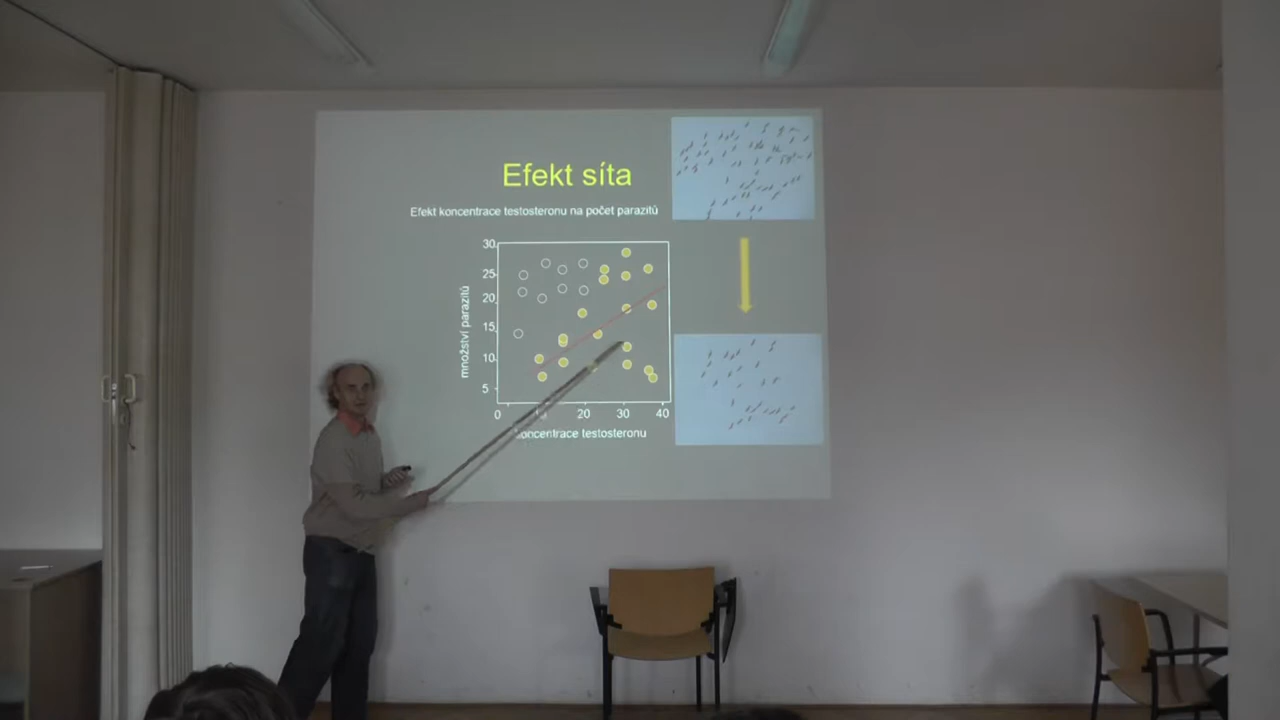 Efekt síta
Efekt koncentrace testosteronu na počet parazitů
množství parazitů
30
25
20
15
10
5
0
20
30
40
koncentrace testosteronu